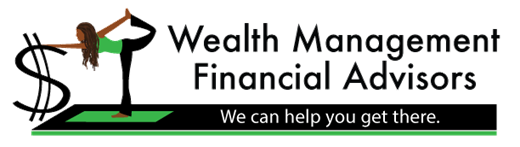 $
Wealth Management
Financial Advisors
We can help you get there.